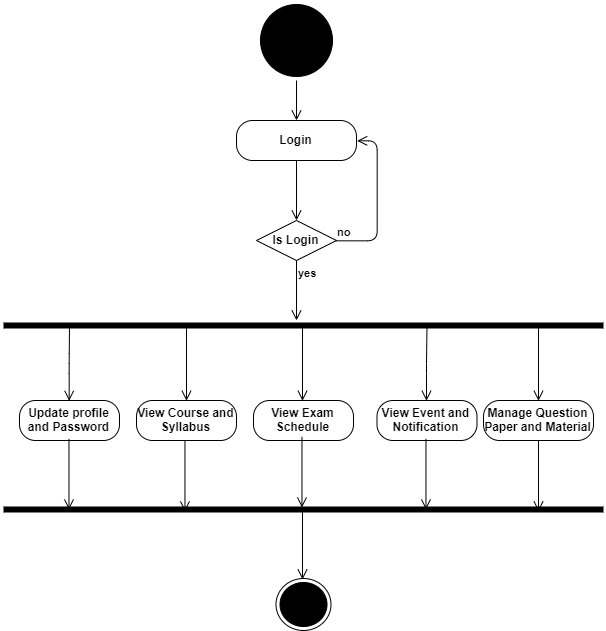 Login
Is Login
no
yes
Update profile
and Password
View Course and
Syllabus
View Exam
Schedule
View Event and
Notification
Manage Question
Paper and Material